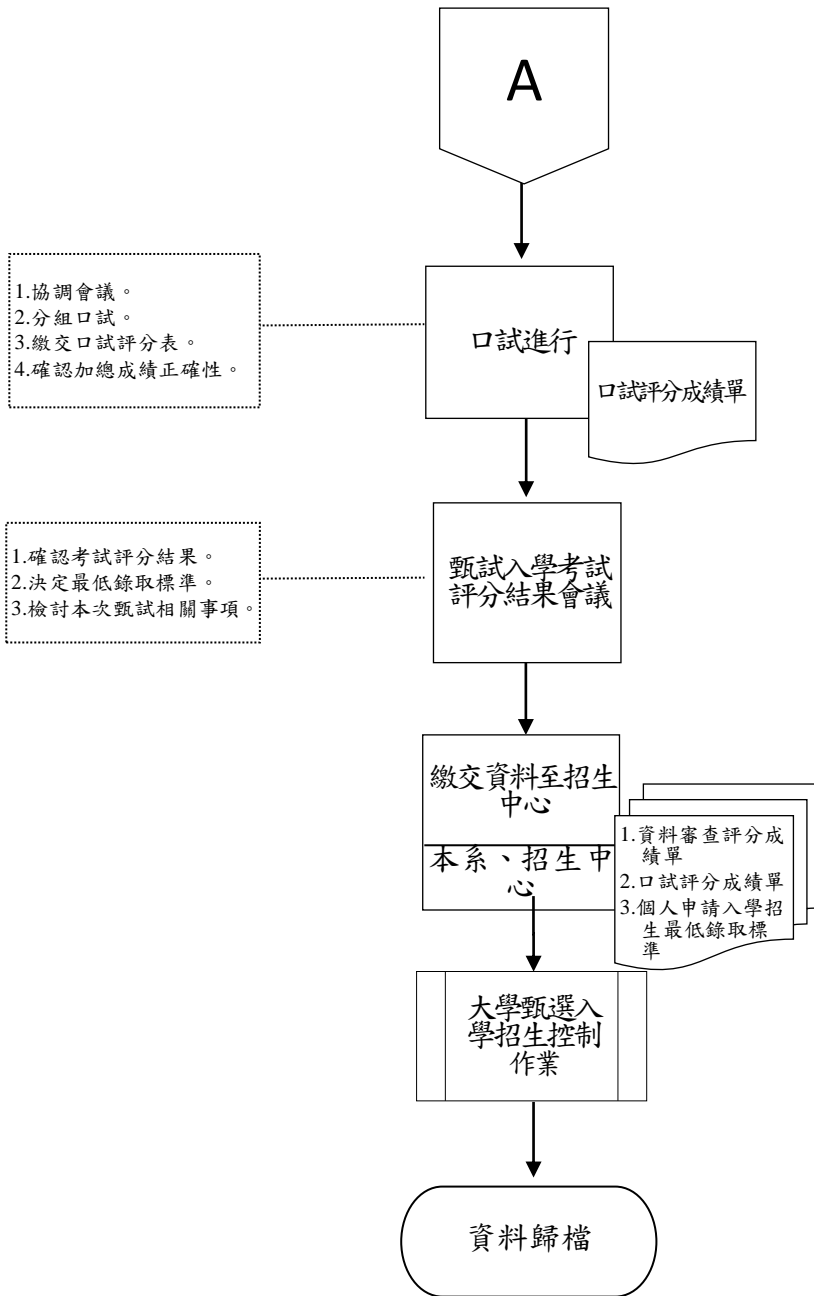 A
1.協調會議。
2.分組口試。
3.繳交口試評分表。
4.確認加總成績正確性。
口試進行
口試評分成績單
1.確認考試評分結果。
2.決定最低錄取標準。
3.檢討本次甄試相關事項。
甄試入學考試
評分結果會議
繳交資料至招生
中心
本系、招生中
心
1.資料審查評分成
績單
2.口試評分成績單
3.個人申請入學招
生最低錄取標
準
大學甄選入
學招生控制
作業
資料歸檔